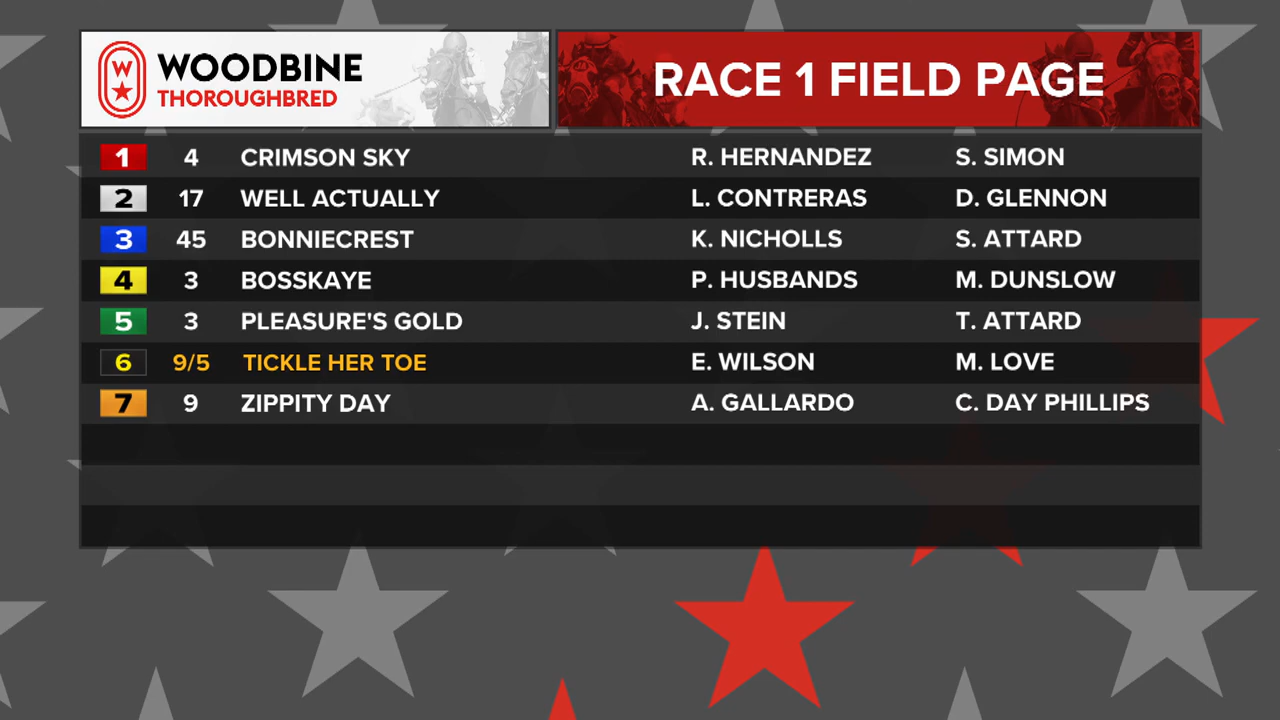 W
WOODBINE
THOROUGHBRED
RACE 1 FIELD PAGE
1 4 CRIMSON SKY R. HERNANDEZ S. SIMON
2 17 WELL ACTUALLY L. CONTRERAS D. GLENNON
3 45 BONNIECREST K. NICHOLLS S. ATTARD
4 3 BOSSKAYE P. HUSBANDS M. DUNSLOW
5 3 PLEASURE'S GOLD J. STEIN T. ATTARD
6 9/5 TICKLE HER TOE E. WILSON M. LOVE
7 9 ZIPPITY DAY A. GALLARDO C. DAY PHILLIPS